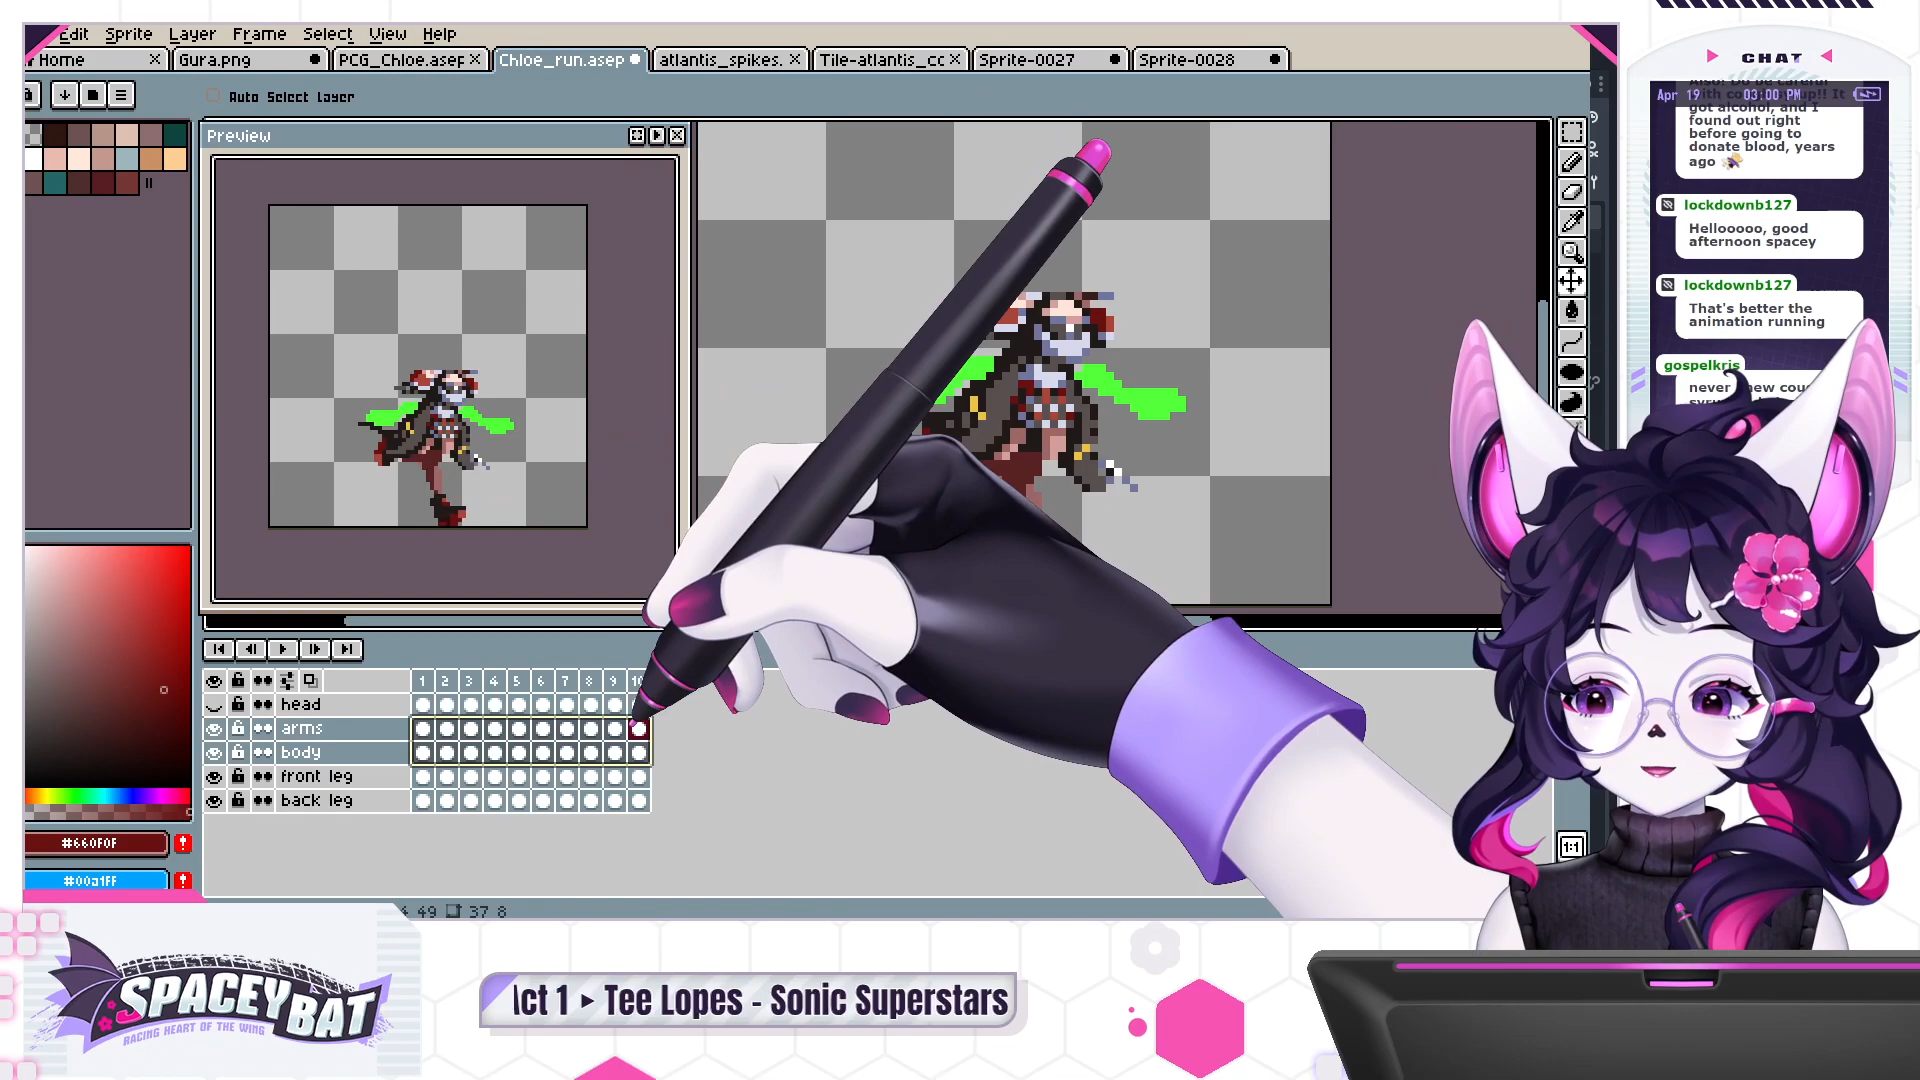 Edit Sprite Layer Frame Select View Help
Home
Gura.png
PCG_Chloe.asep
Chloe_run.asep
atlantis_spikes.
Tile-atlantis_cc
Sprite-0027
Sprite-0028
Auto Select Layer
Preview
1 2 3 4 5 6 7 8 9 10
head
arms
body
front leg
back leg
#660F0F
#00a1FF
49 37 8
1:1
CHAT
Apr 19 03:00 PM
got alcohol, and I
found out right
before going to
donate blood, years
ago
lockdownb127
Hellooooo, good
afternoon spacey
lockdownb127
That's better the
animation running
gospelkris
never
SPACEYBAT
RACING HEART OF THE WING
Act 1 ▸ Tee Lopes - Sonic Superstars